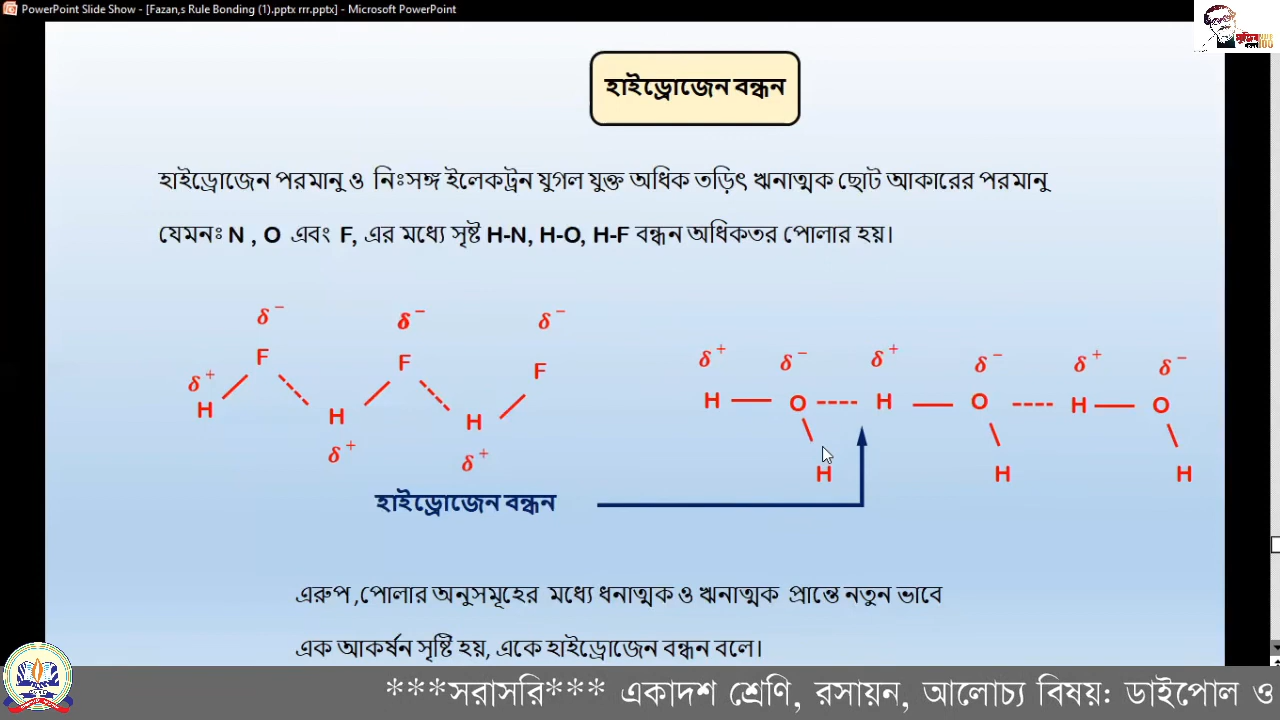 PowerPoint Slide Show - [Fazan,s Rule Bonding (1).pptx rrr.pptx] - Microsoft PowerPoint
হাইড্রোজেন বন্ধন
হাইড্রোজেন পরমানু ও নিঃসঙ্গ ইলেকট্রন যুগল যুক্ত অধিক তড়িৎ ঋনাত্মক ছোট আকারের পরমানু
যেমনঃ N , O এবং F, এর মধ্যে সৃষ্ট H-N, H-O, H-F বন্ধন অধিকতর পোলার হয়।
δ⁻ δ⁻ δ⁻
F F F
δ⁺
H H H
δ⁺ δ⁺
δ⁺ δ⁻ δ⁺ δ⁻ δ⁺ δ⁻
H O H O H O
H H H
হাইড্রোজেন বন্ধন
এরুপ ,পোলার অনুসমূহের মধ্যে ধনাত্মক ও ঋনাত্মক প্রান্তে নতুন ভাবে
এক আকর্ষন সৃষ্টি হয়, একে হাইড্রোজেন বন্ধন বলে।
***সরাসরি*** একাদশ শ্রেণি, রসায়ন, আলোচ্য বিষয়: ডাইপোল ও